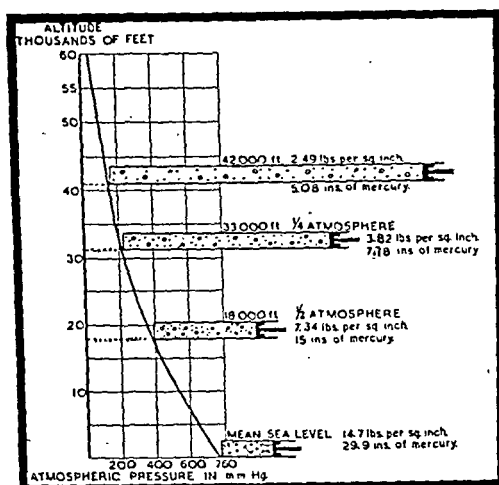 ALTITUDE
THOUSANDS OF FEET
60
50
40
30
20
10
42000 ft 2.49 lbs per sq inch
5.08 ins. of mercury.
33000 ft ¼ ATMOSPHERE
3.82 lbs per sq. inch
7.78 ins of mercury
18000 ft ½ ATMOSPHERE
7.34 lbs. per sq. inch
15 ins of mercury.
MEAN SEA LEVEL 14.7 lbs per sq. inch
29.9 ins of mercury.
200 400 600 760
ATMOSPHERIC PRESSURE IN mm Hg.